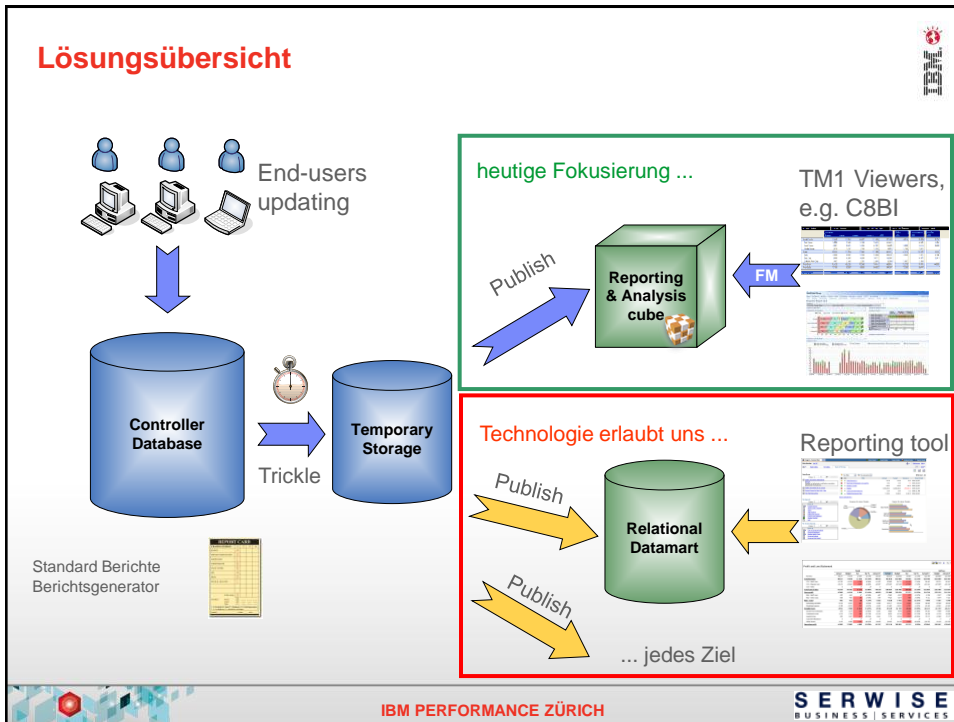 Lösungsübersicht
IBM
End-users
updating
Controller
Database
Trickle
Temporary
Storage
Standard Berichte
Berichtsgenerator
REPORT CARD
heutige Fokusierung ...
Publish
Reporting
& Analysis
cube
FM
TM1 Viewers,
e.g. C8BI
Technologie erlaubt uns ...
Publish
Relational
Datamart
Reporting tool
Publish
... jedes Ziel
IBM PERFORMANCE ZÜRICH
SERWISE
BUSINESS | SERVICES